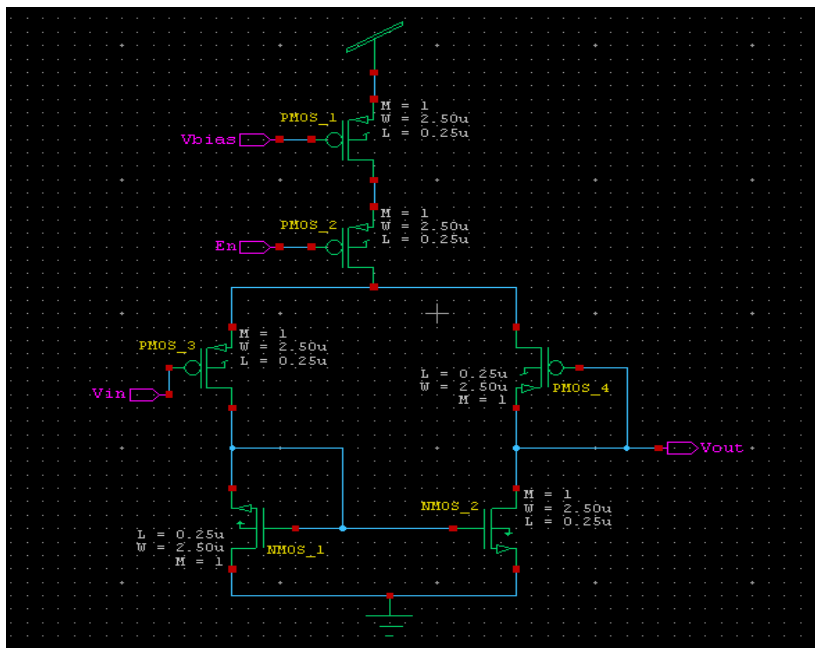 PMOS_1
M = 1
W = 2.50u
L = 0.25u
Vbias
PMOS_2
M = 1
W = 2.50u
L = 0.25u
En
PMOS_3
M = 1
W = 2.50u
L = 0.25u
Vin
L = 0.25u
W = 2.50u
M = 1
PMOS_4
Vout
L = 0.25u
W = 2.50u
M = 1
NMOS_1
NMOS_2
M = 1
W = 2.50u
L = 0.25u